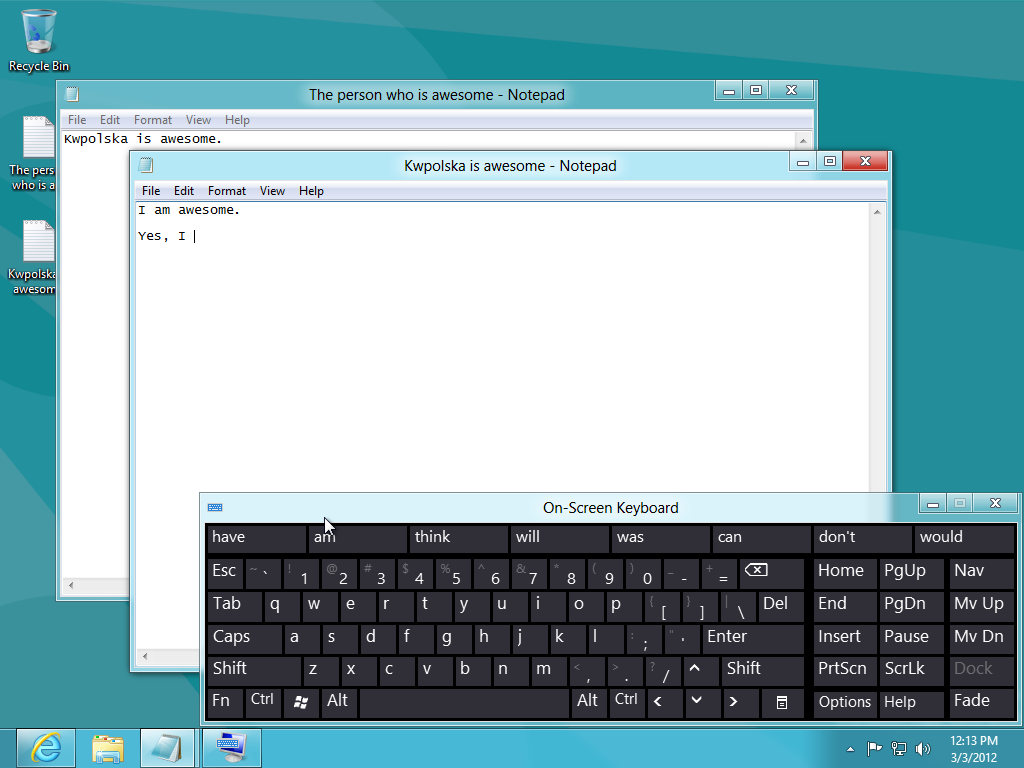 Recycle Bin
The pers
who is a
Kwpolska
awesom
The person who is awesome - Notepad
File Edit Format View Help
Kwpolska is awesome.
Kwpolska is awesome - Notepad
File Edit Format View Help
I am awesome.
Yes, I
On-Screen Keyboard
have am think will was can don't would
Esc ~ ` ! 1 @ 2 # 3 $ 4 % 5 ^ 6 & 7 * 8 ( 9 ) 0 _ - + = Home PgUp Nav
Tab q w e r t y u i o p { [ } ] | \ Del End PgDn Mv Up
Caps a s d f g h j k l : ; " ' Enter Insert Pause Mv Dn
Shift z x c v b n m < , > . ? / Shift PrtScn ScrLk Dock
Fn Ctrl Alt Alt Ctrl Options Help Fade
12:13 PM
3/3/2012